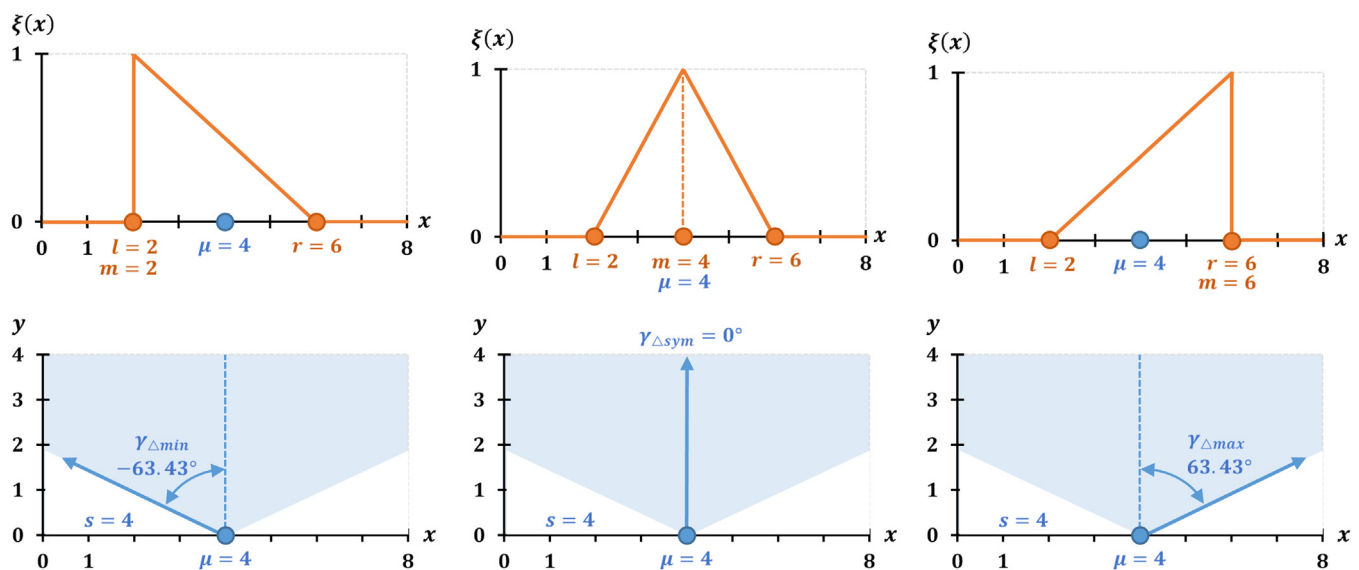 ξ(x)
1
0
0 1 l = 2 μ = 4 r = 6 8 x
m = 2
ξ(x)
1
0
0 1 l = 2 m = 4 r = 6 8 x
μ = 4
ξ(x)
1
0
0 1 l = 2 μ = 4 r = 6 8 x
m = 6
y
4
3
2
1
0
γ△min
−63.43°
s = 4
0 1 μ = 4 8 x
y
γ△sym = 0°
4
3
2
1
0
s = 4
0 1 μ = 4 8 x
y
4
3
2
1
0
γ△max
63.43°
s = 4
0 1 μ = 4 8 x